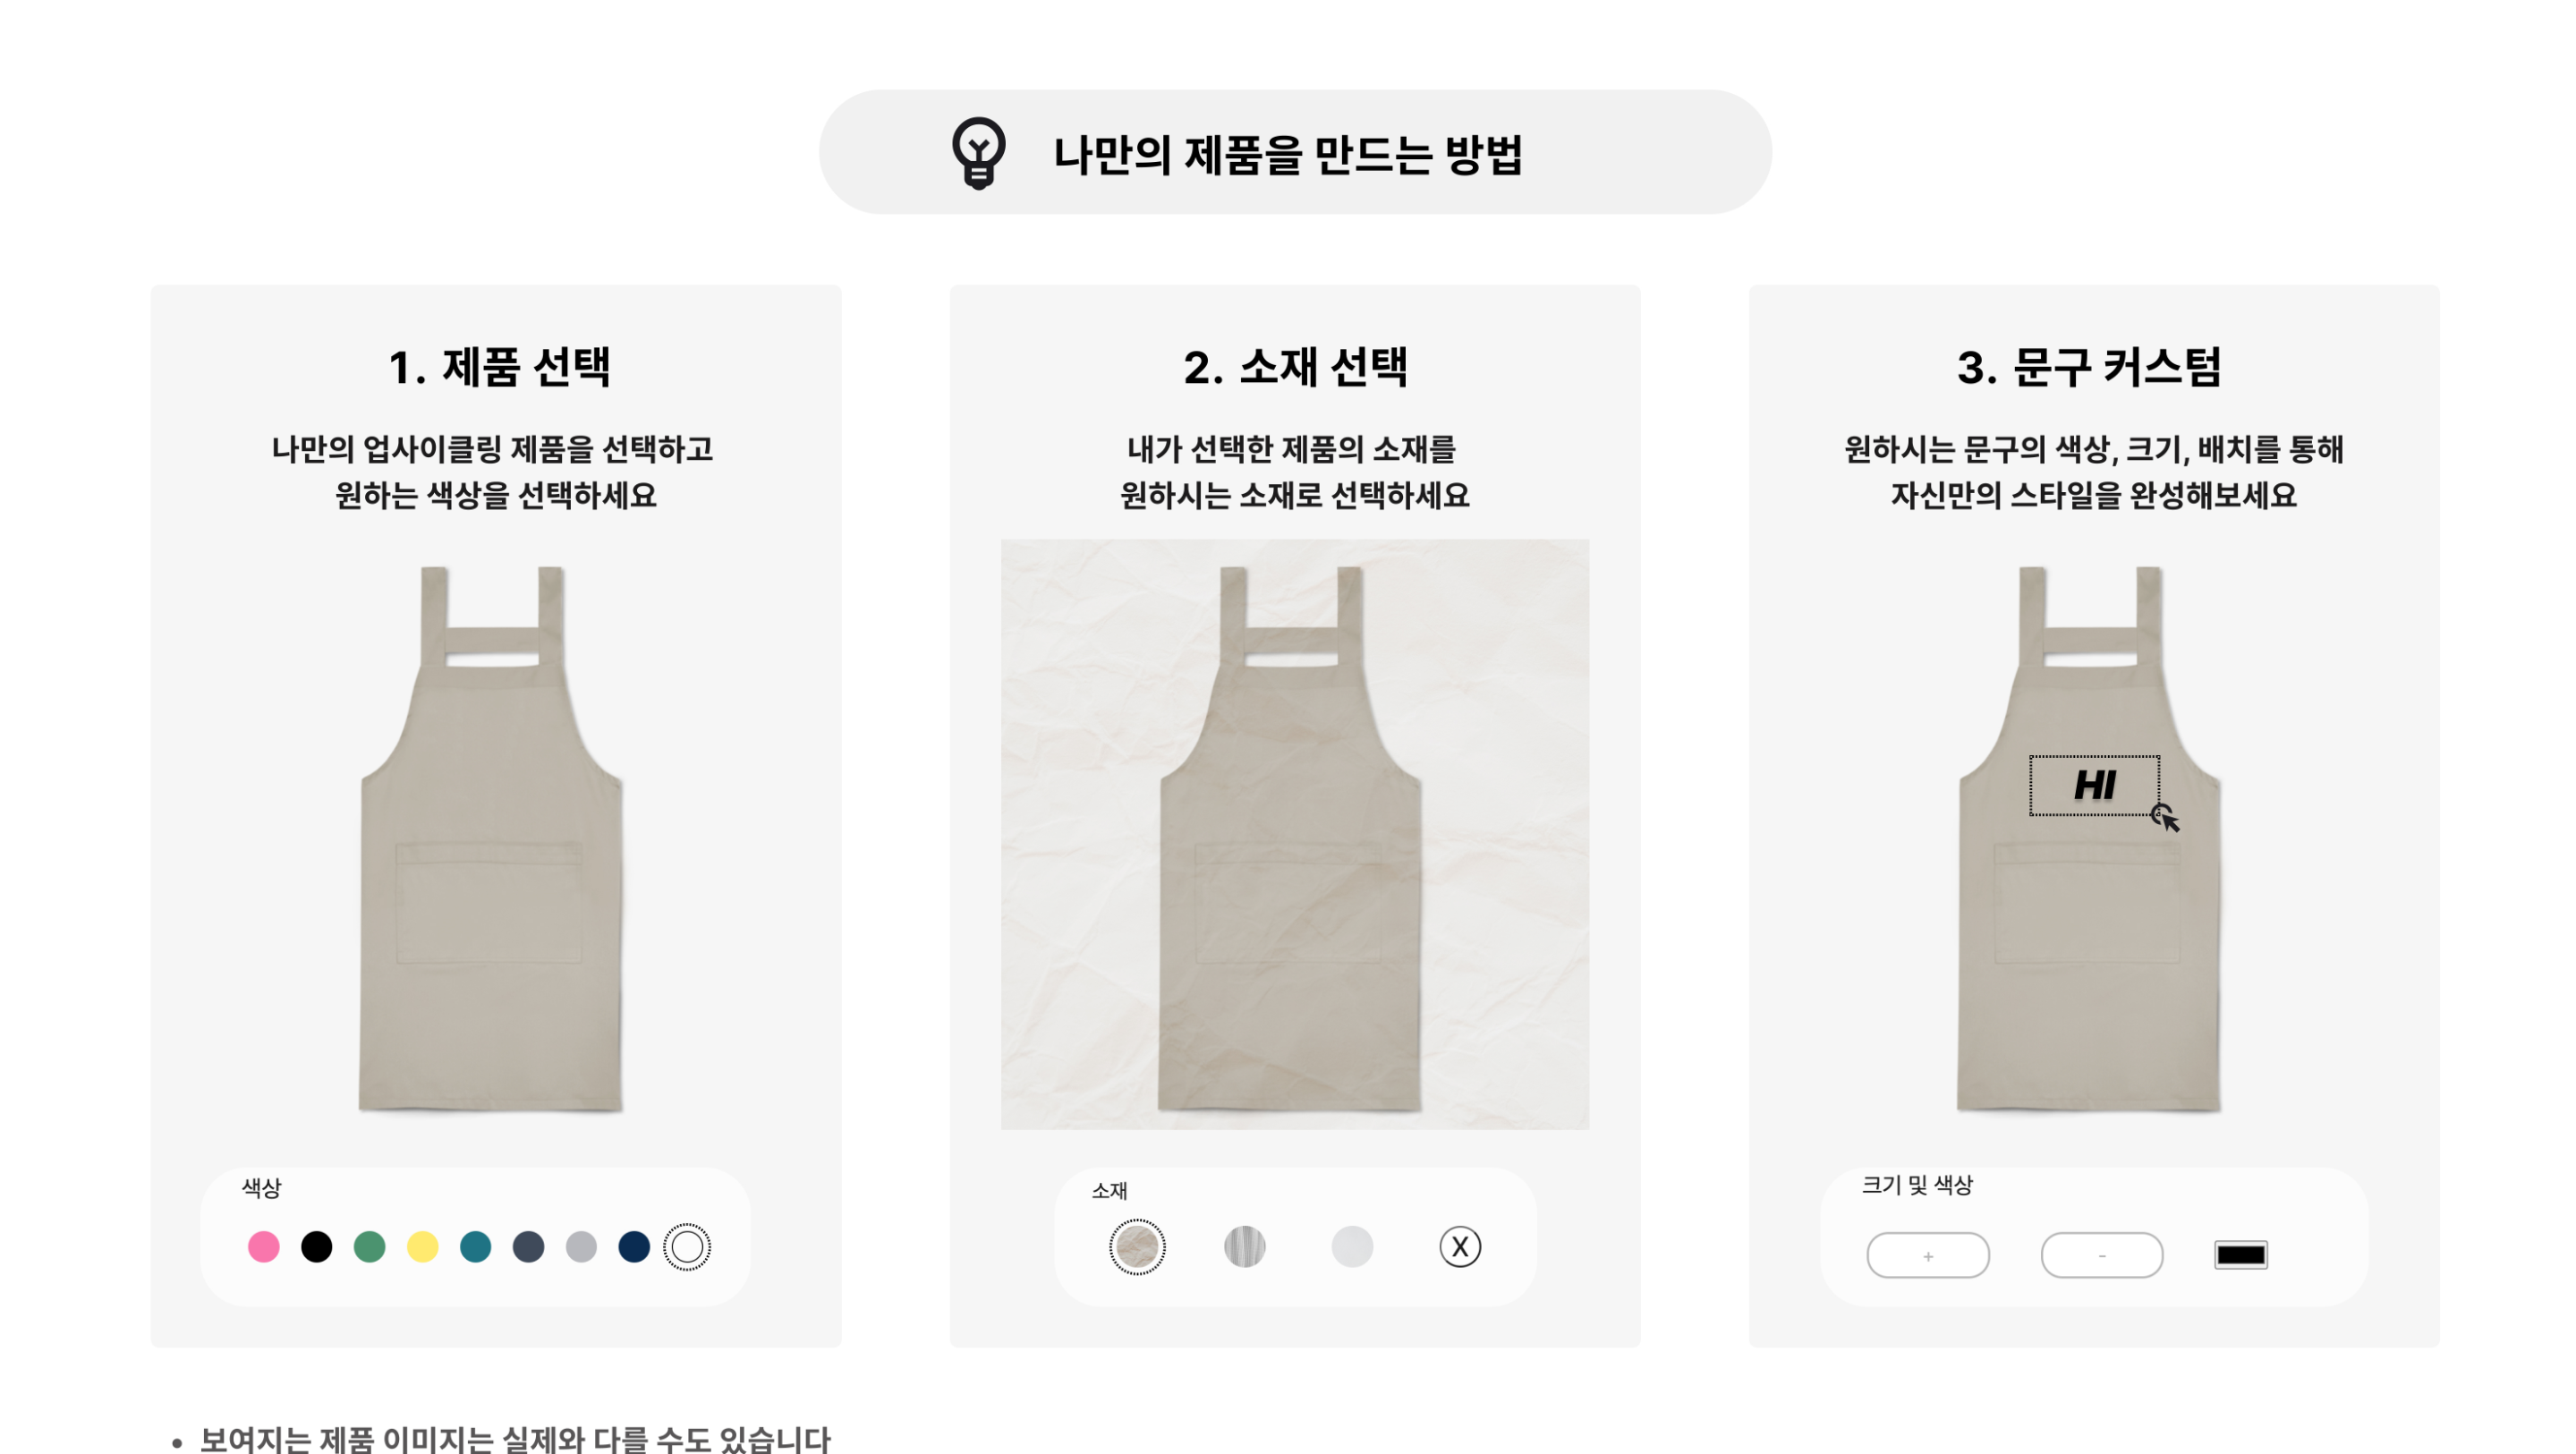 나만의 제품을 만드는 방법
1. 제품 선택
나만의 업사이클링 제품을 선택하고
원하는 색상을 선택하세요
색상
2. 소재 선택
내가 선택한 제품의 소재를
원하시는 소재로 선택하세요
소재
X
3. 문구 커스텀
원하시는 문구의 색상, 크기, 배치를 통해
자신만의 스타일을 완성해보세요
HI
크기 및 색상
+ -
• 보여지는 제품 이미지는 실제와 다를 수도 있습니다